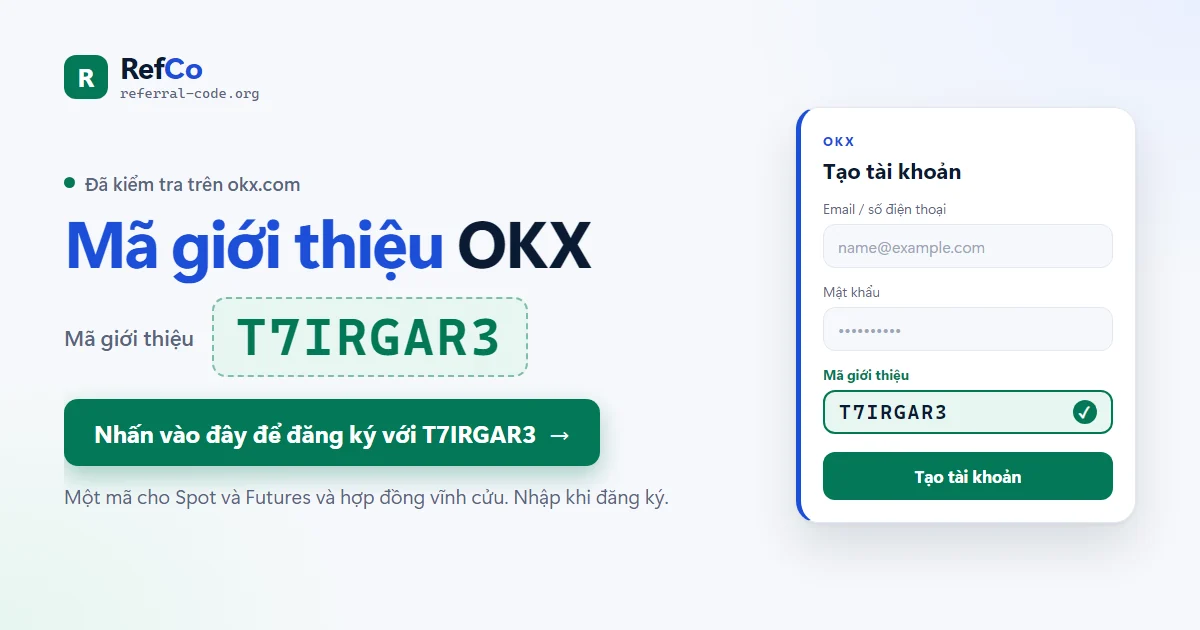 R
RefCo
referral-code.org
Đã kiểm tra trên okx.com
Mã giới thiệu OKX
Mã giới thiệu
T7IRGAR3
Nhấn vào đây để đăng ký với T7IRGAR3 →
Một mã cho Spot và Futures và hợp đồng vĩnh cửu. Nhập khi đăng ký.
OKX
Tạo tài khoản
Email / số điện thoại
name@example.com
Mật khẩu
••••••••••
Mã giới thiệu
T7IRGAR3 ✓
Tạo tài khoản